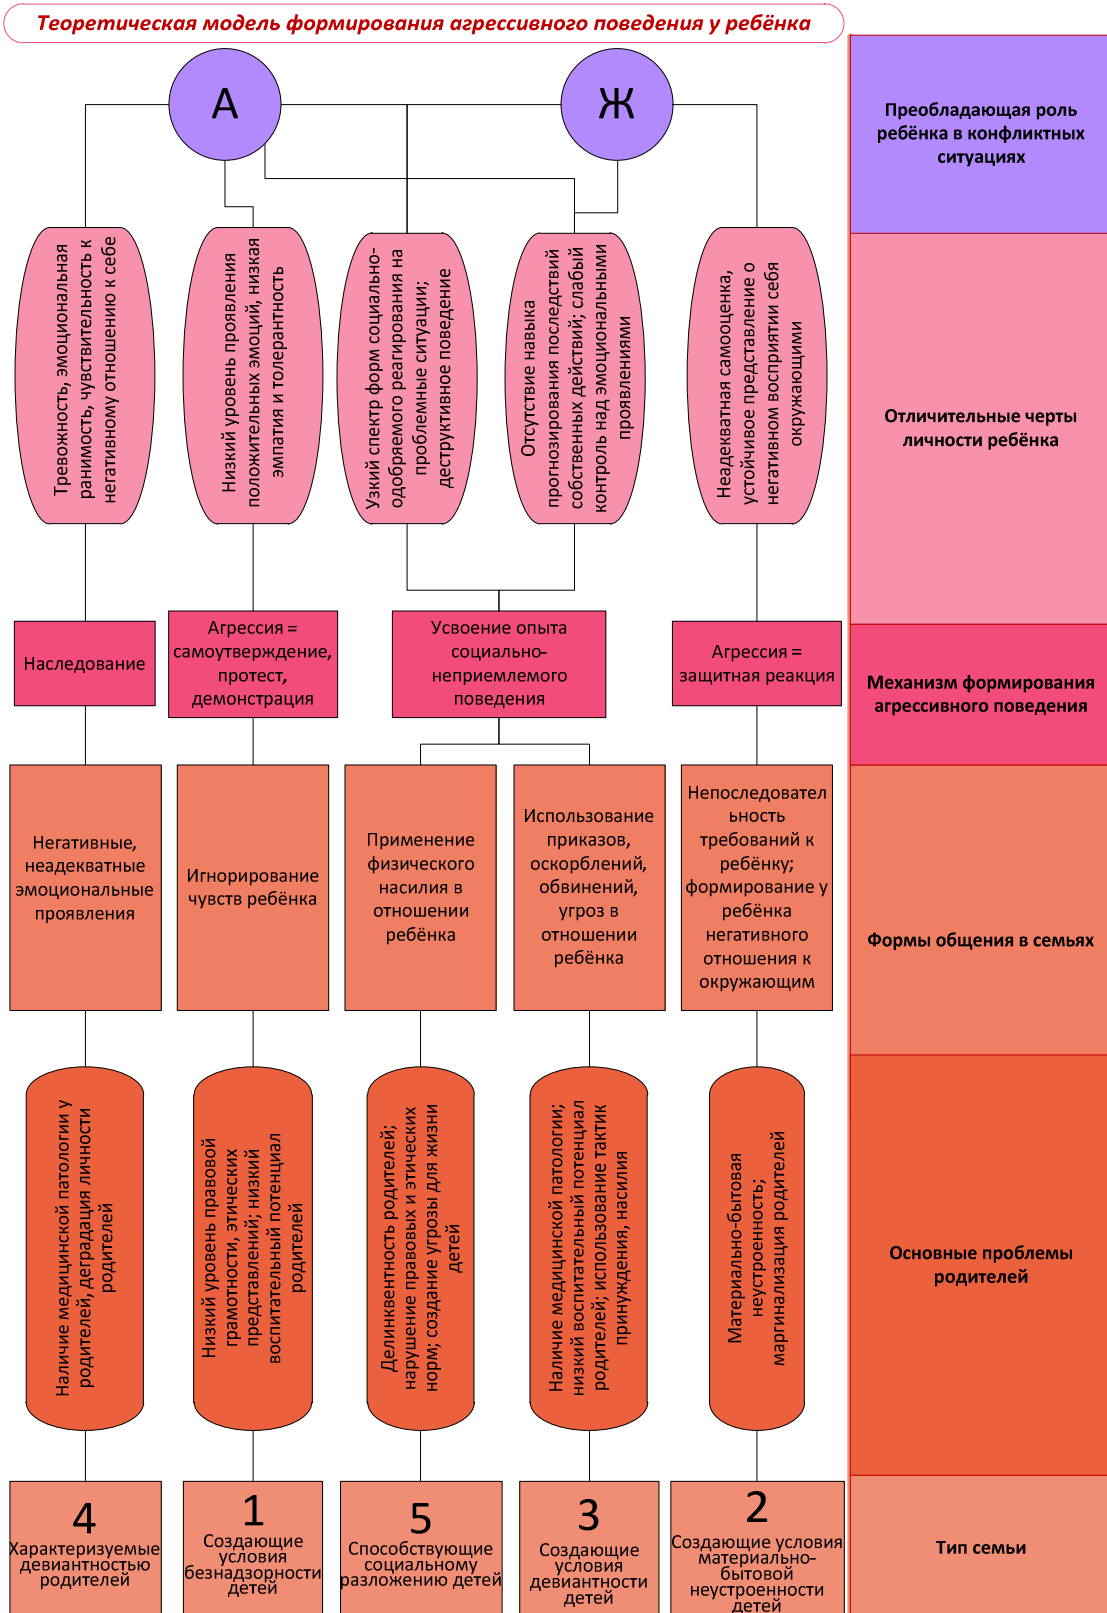 Теоретическая модель формирования агрессивного поведения у ребёнка
А
Ж
Преобладающая роль
ребёнка в конфликтных
ситуациях
Тревожность, эмоциональная
ранимость, чувствительность к
негативному отношению к себе
Низкий уровень проявления
положительных эмоций, низкая
эмпатия и толерантность
Узкий спектр форм социально-
одобряемого реагирования на
проблемные ситуации;
деструктивное поведение
Отсутствие навыка
прогнозирования последствий
собственных действий; слабый
контроль над эмоциональными
проявлениями
Неадекватная самооценка,
устойчивое представление о
негативном восприятии себя
окружающими
Отличительные черты
личности ребёнка
Наследование
Агрессия =
самоутверждение,
протест,
демонстрация
Усвоение опыта
социально-
неприемлемого
поведения
Агрессия =
защитная реакция
Механизм формирования
агрессивного поведения
Негативные,
неадекватные
эмоциональные
проявления
Игнорирование
чувств ребёнка
Применение
физического
насилия в
отношении
ребёнка
Использование
приказов,
оскорблений,
обвинений,
угроз в
отношении
ребёнка
Непоследовател
ьность
требований к
ребёнку;
формирование у
ребёнка
негативного
отношения к
окружающим
Формы общения в семьях
Наличие медицинской патологии у
родителей, деградация личности
родителей
Низкий уровень правовой
грамотности, этических
представлений; низкий
воспитательный потенциал
родителей
Делинквентность родителей;
нарушение правовых и этических
норм; создание угрозы для жизни
детей
Наличие медицинской патологии;
низкий воспитательный потенциал
родителей; использование тактик
принуждения, насилия
Материально-бытовая
неустроенность;
маргинализация родителей
Основные проблемы
родителей
4
Характеризуемые
девиантностью
родителей
1
Создающие
условия
безнадзорности
детей
5
Способствующие
социальному
разложению детей
3
Создающие
условия
девиантности
детей
2
Создающие условия
материально-
бытовой
неустроенности
детей
Тип семьи